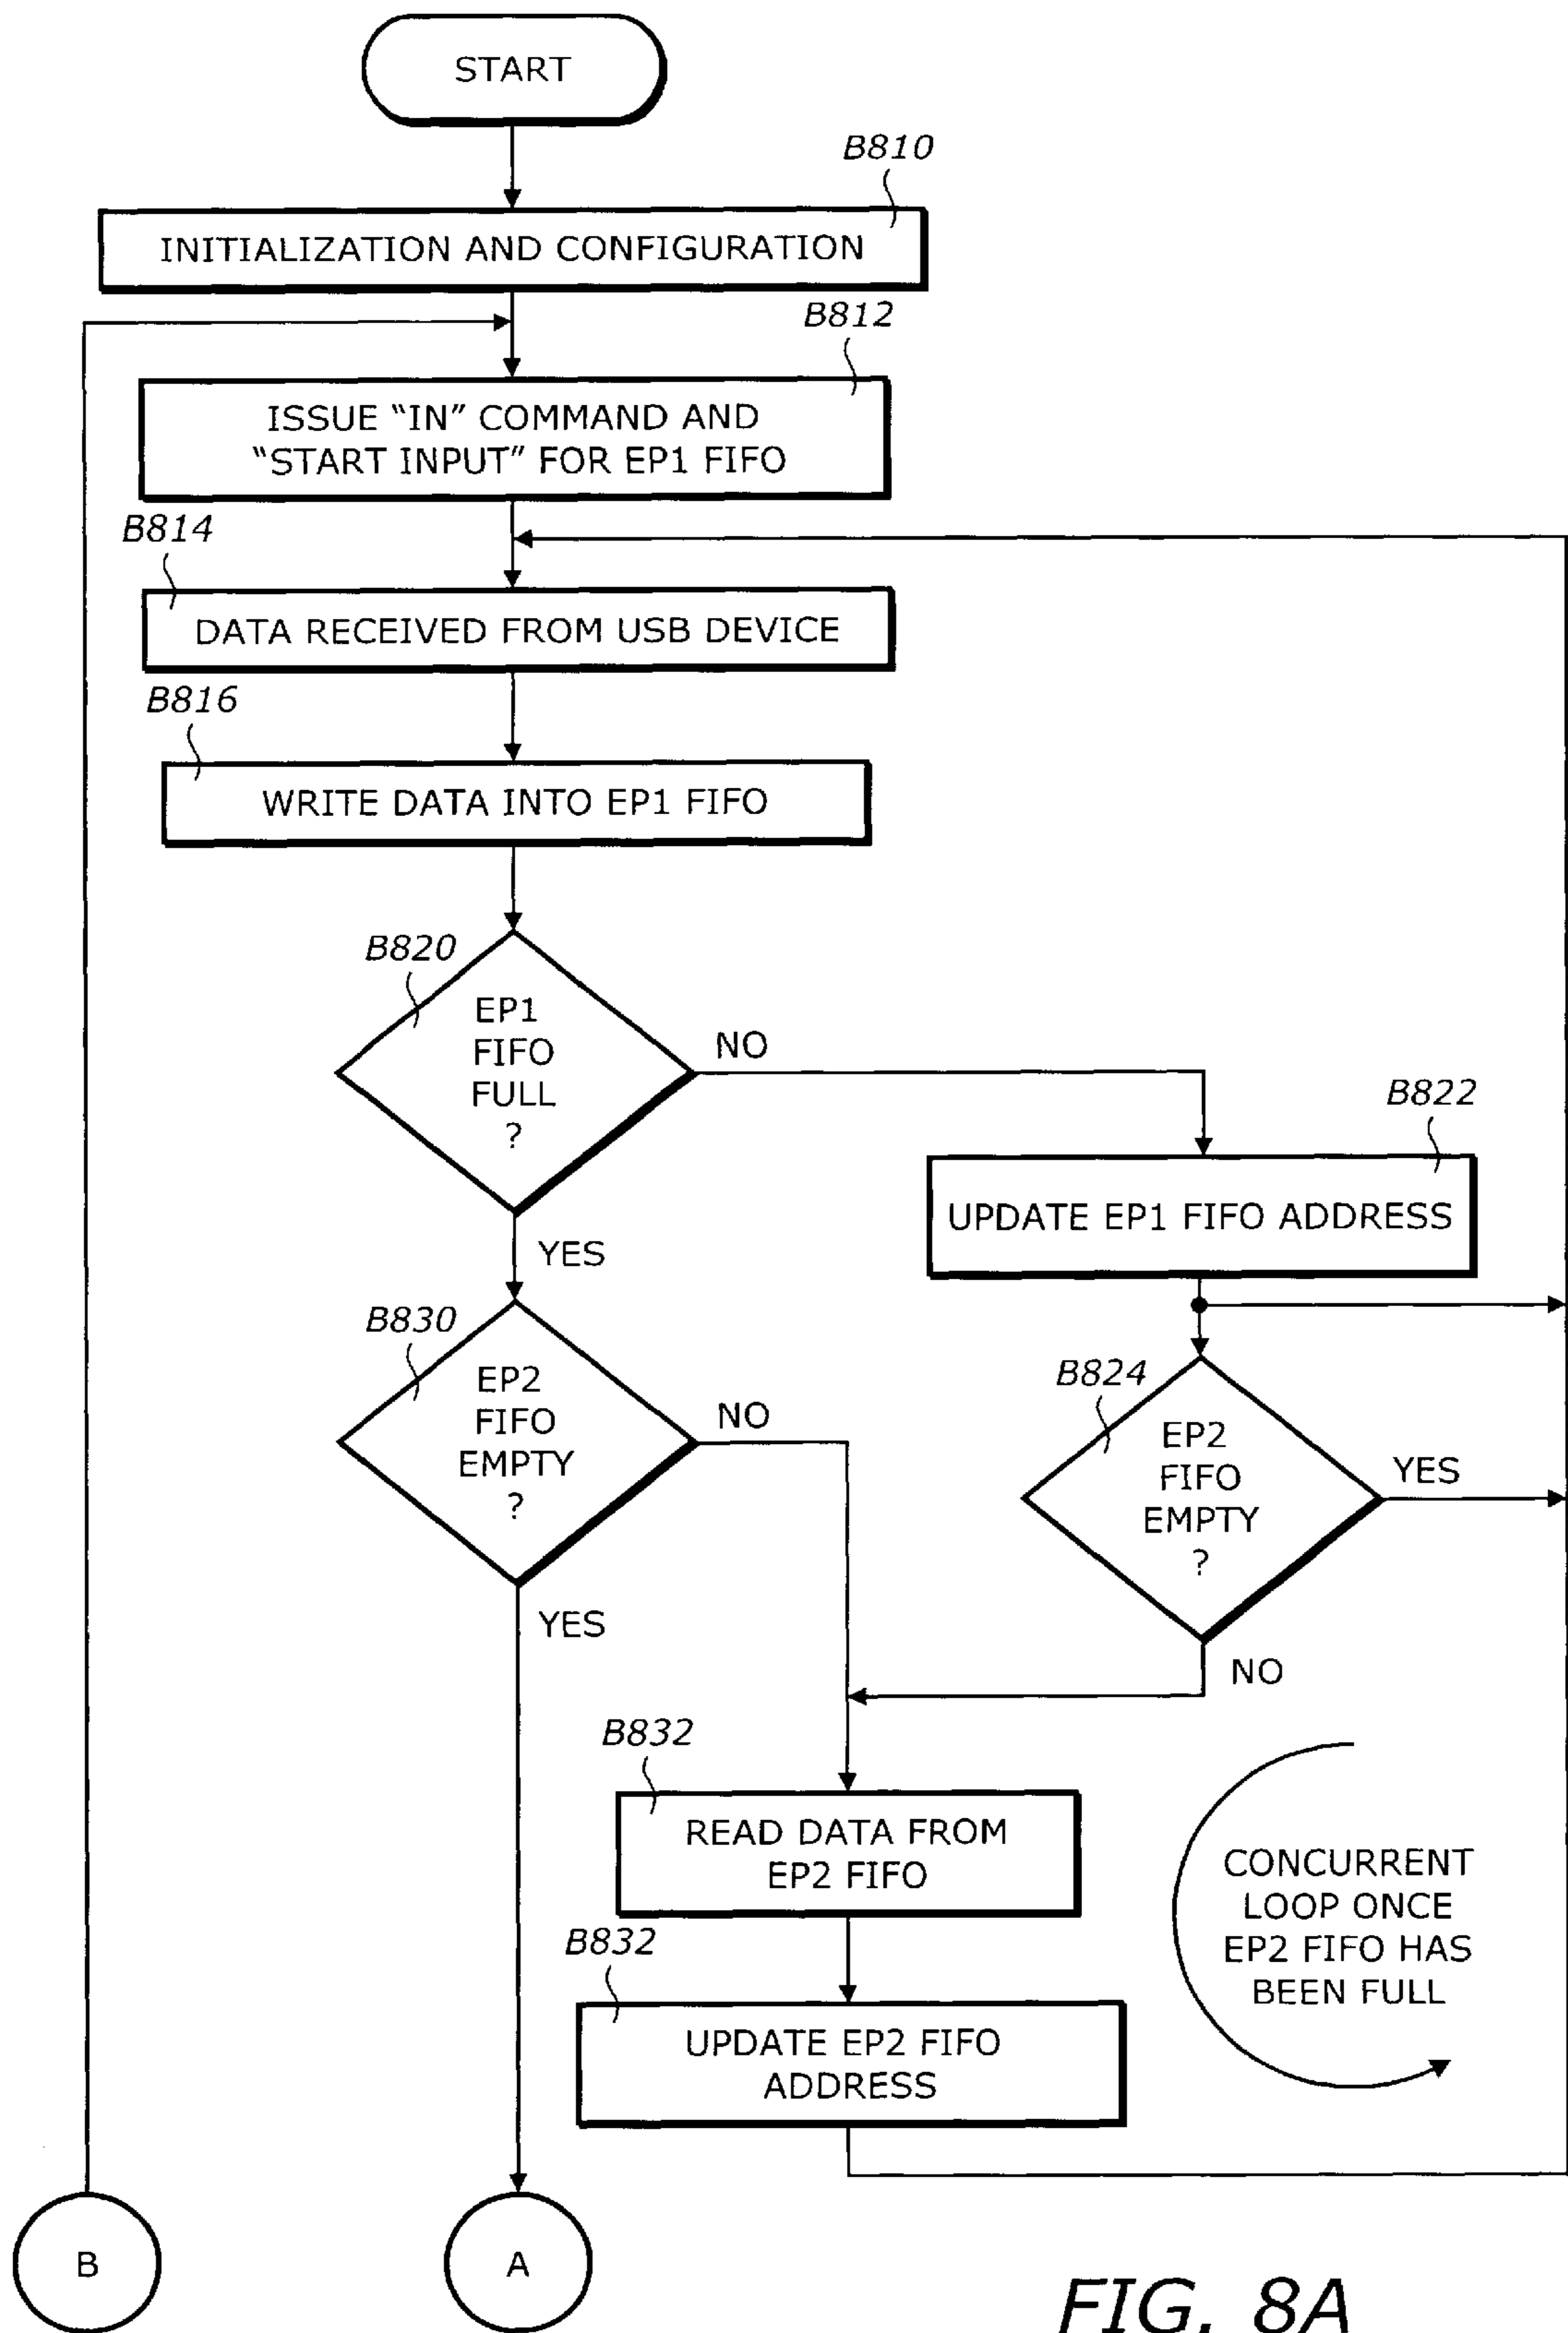 START
B810
INITIALIZATION AND CONFIGURATION
B812
ISSUE “IN” COMMAND AND
“START INPUT” FOR EP1 FIFO
B814
DATA RECEIVED FROM USB DEVICE
B816
WRITE DATA INTO EP1 FIFO
B820
EP1
FIFO
FULL
?
NO
YES
B822
UPDATE EP1 FIFO ADDRESS
B830
EP2
FIFO
EMPTY
?
NO
YES
B824
EP2
FIFO
EMPTY
?
YES
NO
B832
READ DATA FROM
EP2 FIFO
B832
UPDATE EP2 FIFO
ADDRESS
CONCURRENT
LOOP ONCE
EP2 FIFO HAS
BEEN FULL
B
A
FIG. 8A